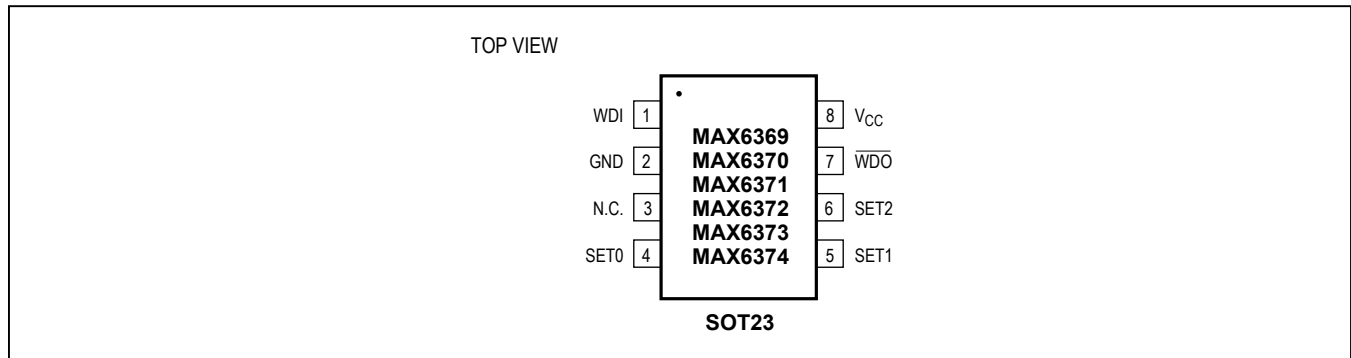 TOP VIEW
WDI 1
GND 2
N.C. 3
SET0 4
MAX6369
MAX6370
MAX6371
MAX6372
MAX6373
MAX6374
8 VCC
7 W̅D̅O̅
6 SET2
5 SET1
SOT23